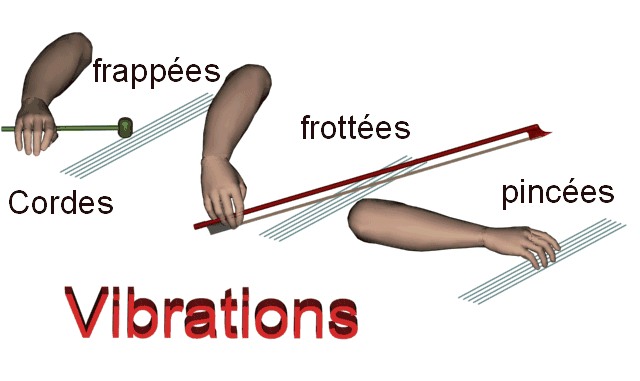 frappées
frottées
pincées
Cordes
Vibrations